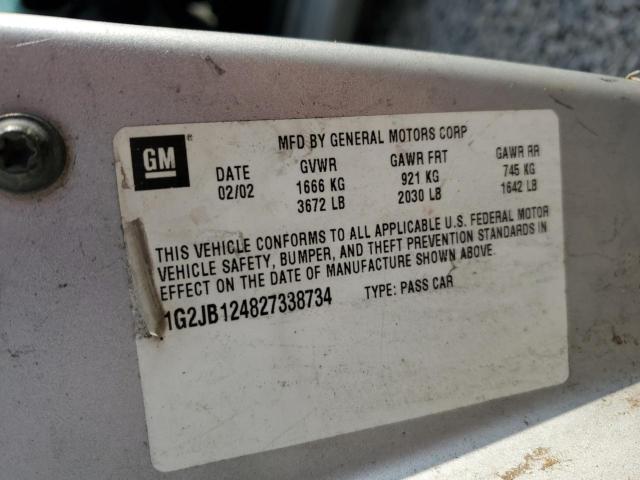 MFD BY GENERAL MOTORS CORP
GM
DATE GVWR GAWR FRT GAWR RR
02/02 1666 KG 921 KG 745 KG
3672 LB 2030 LB 1642 LB
THIS VEHICLE CONFORMS TO ALL APPLICABLE U.S. FEDERAL MOTOR
VEHICLE SAFETY, BUMPER, AND THEFT PREVENTION STANDARDS IN
EFFECT ON THE DATE OF MANUFACTURE SHOWN ABOVE.
1G2JB124827338734 TYPE: PASS CAR